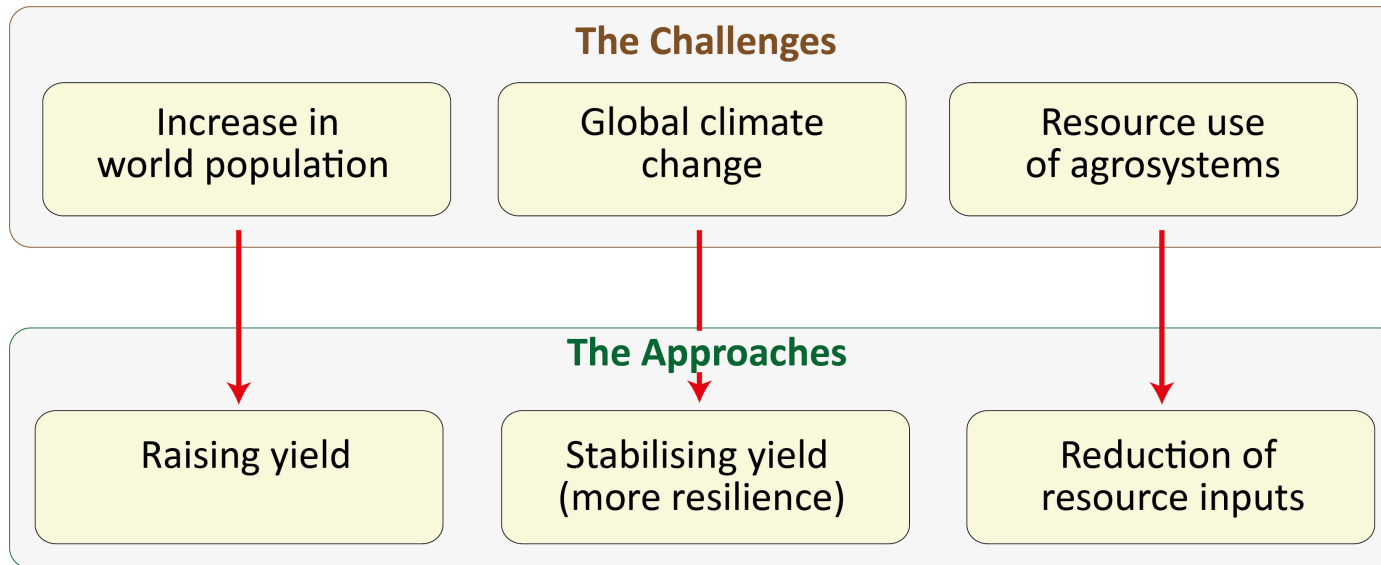 The Challenges
Increase in
world population
Global climate
change
Resource use
of agrosystems
The Approaches
Raising yield
Stabilising yield
(more resilience)
Reduction of
resource inputs